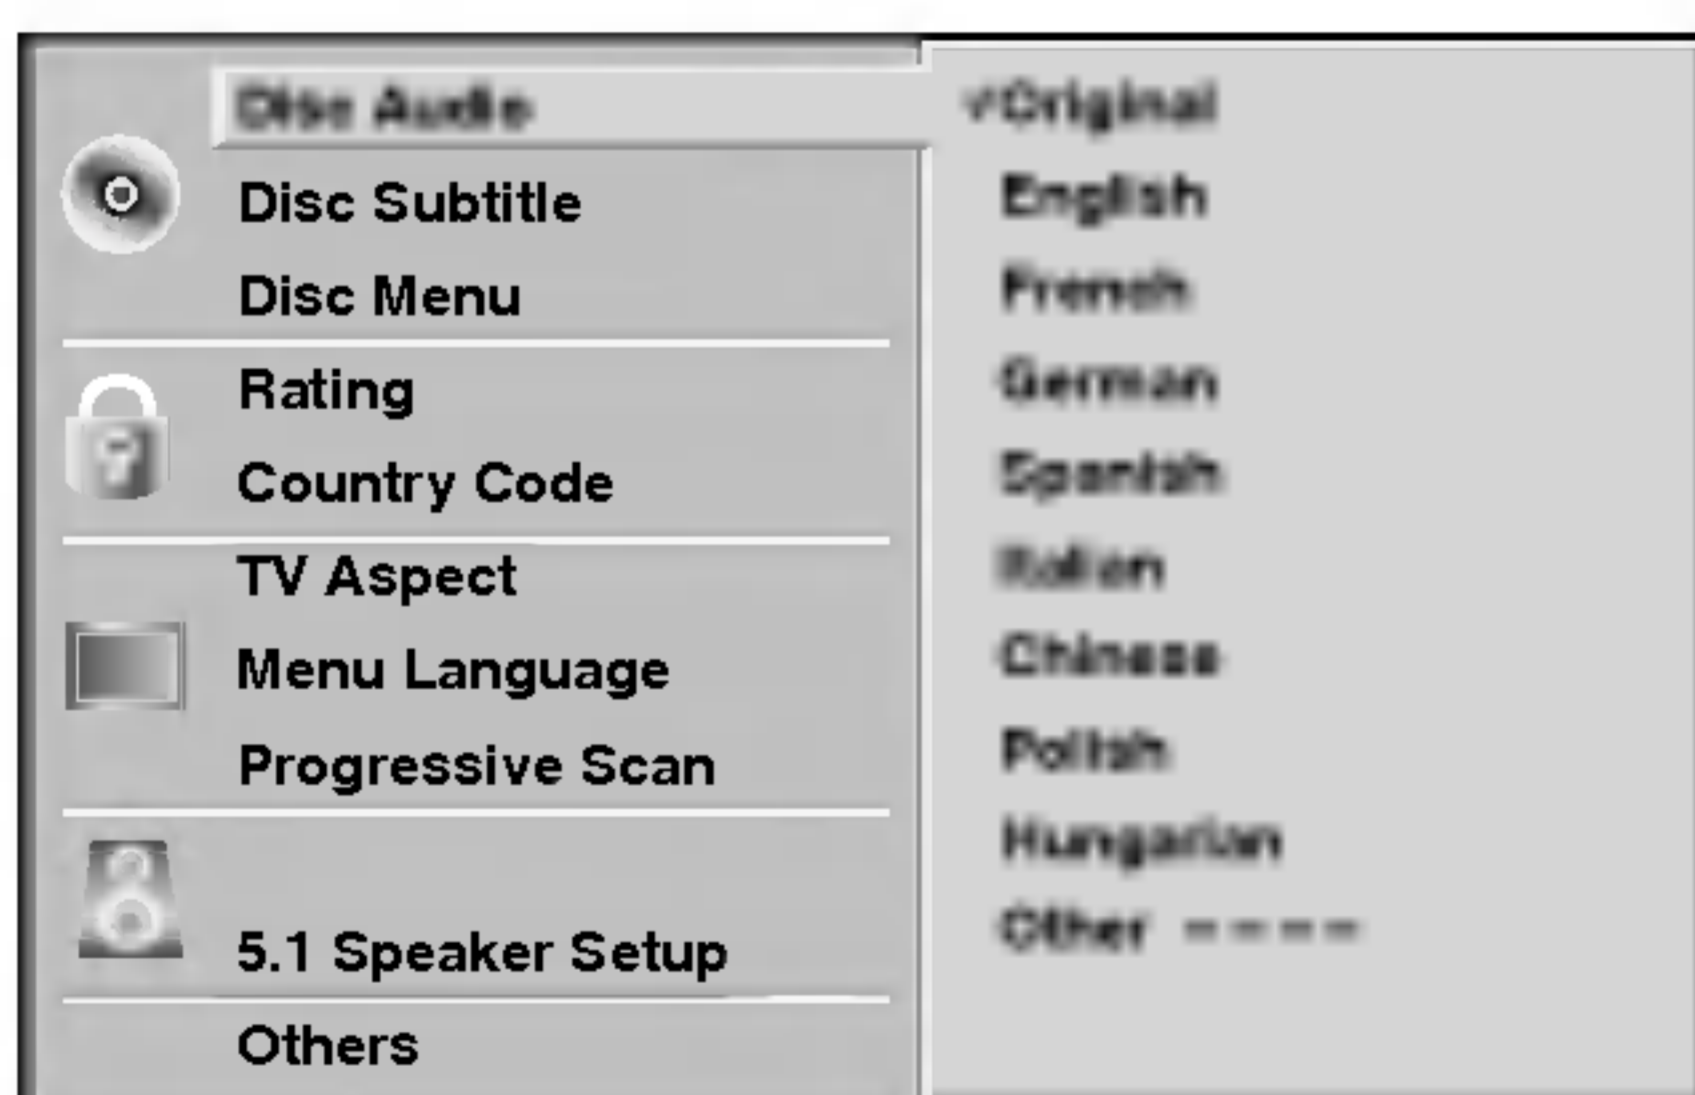 Disc Audio
Disc Subtitle
Disc Menu
Rating
Country Code
TV Aspect
Menu Language
Progressive Scan
5.1 Speaker Setup
Others
✓Original
English
French
German
Spanish
Italian
Chinese
Polish
Hungarian
Other – – – –